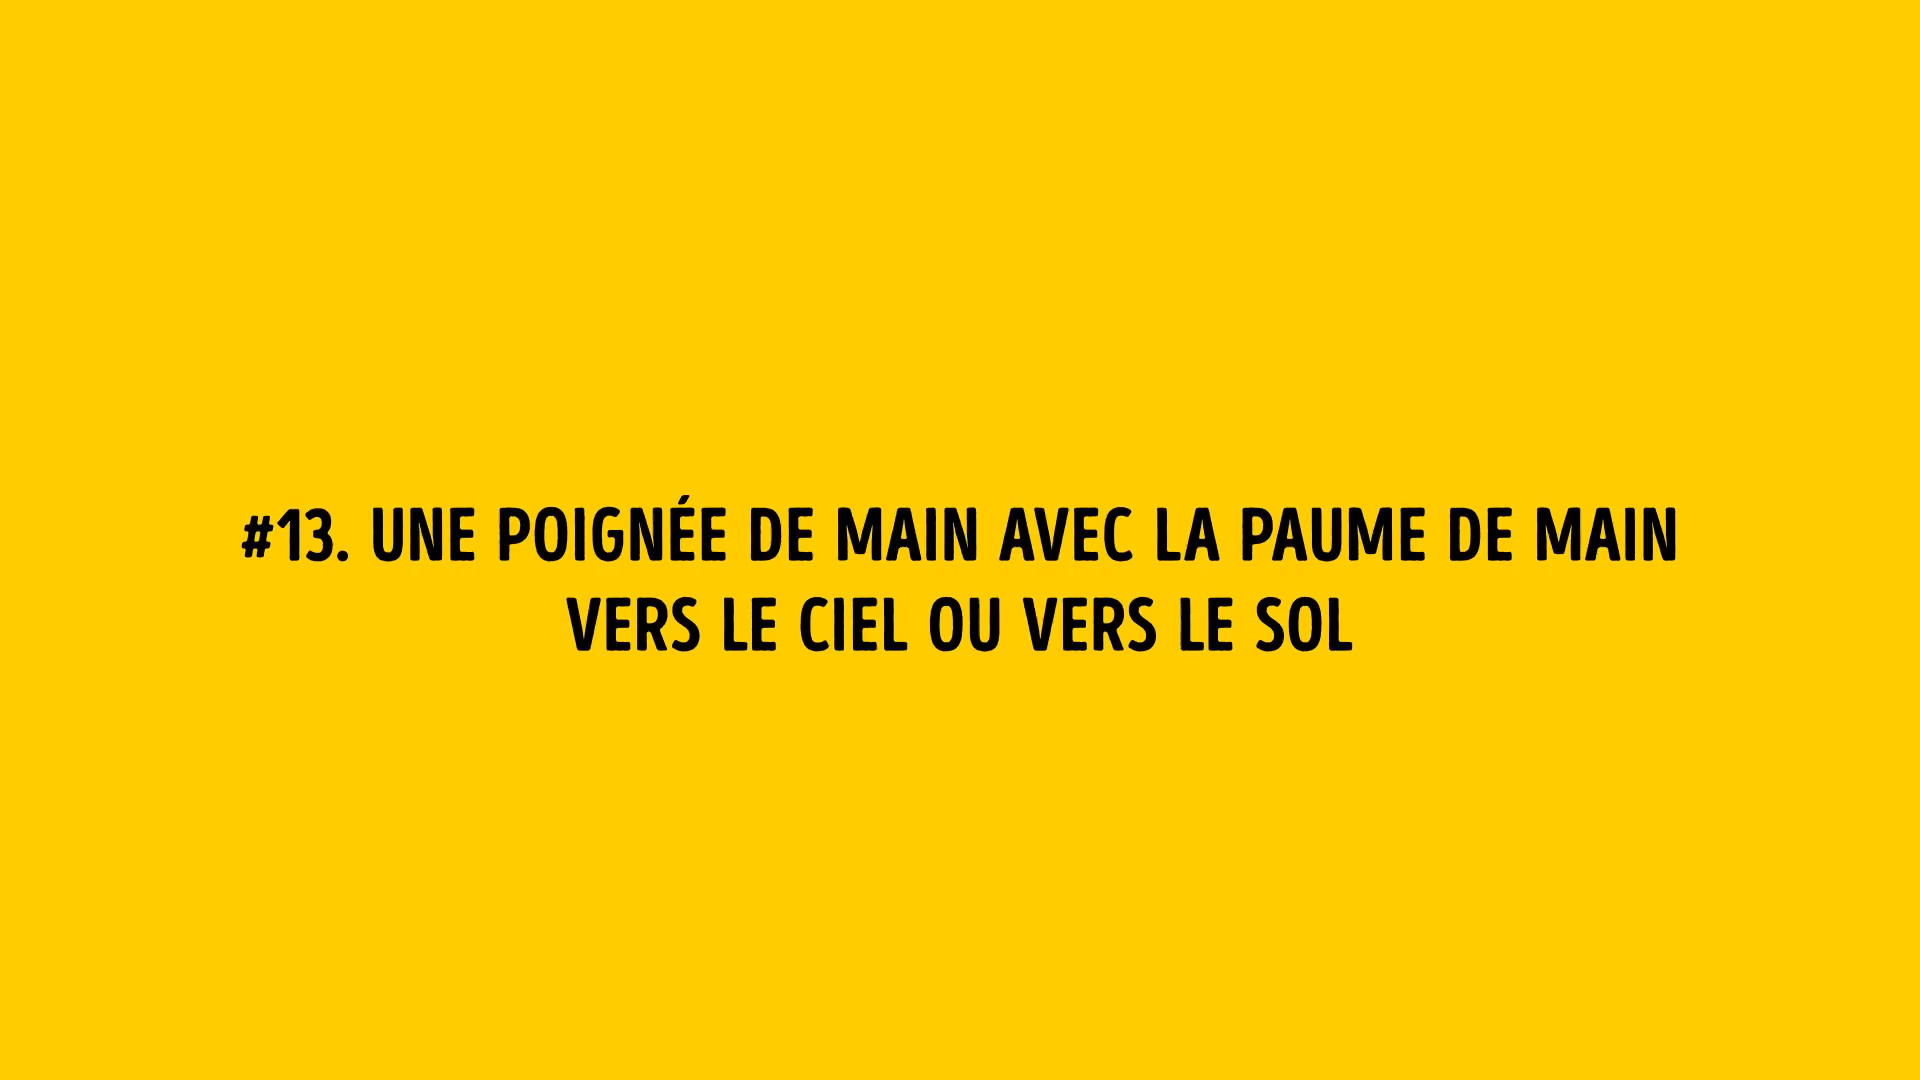 #13. UNE POIGNÉE DE MAIN AVEC LA PAUME DE MAIN
VERS LE CIEL OU VERS LE SOL